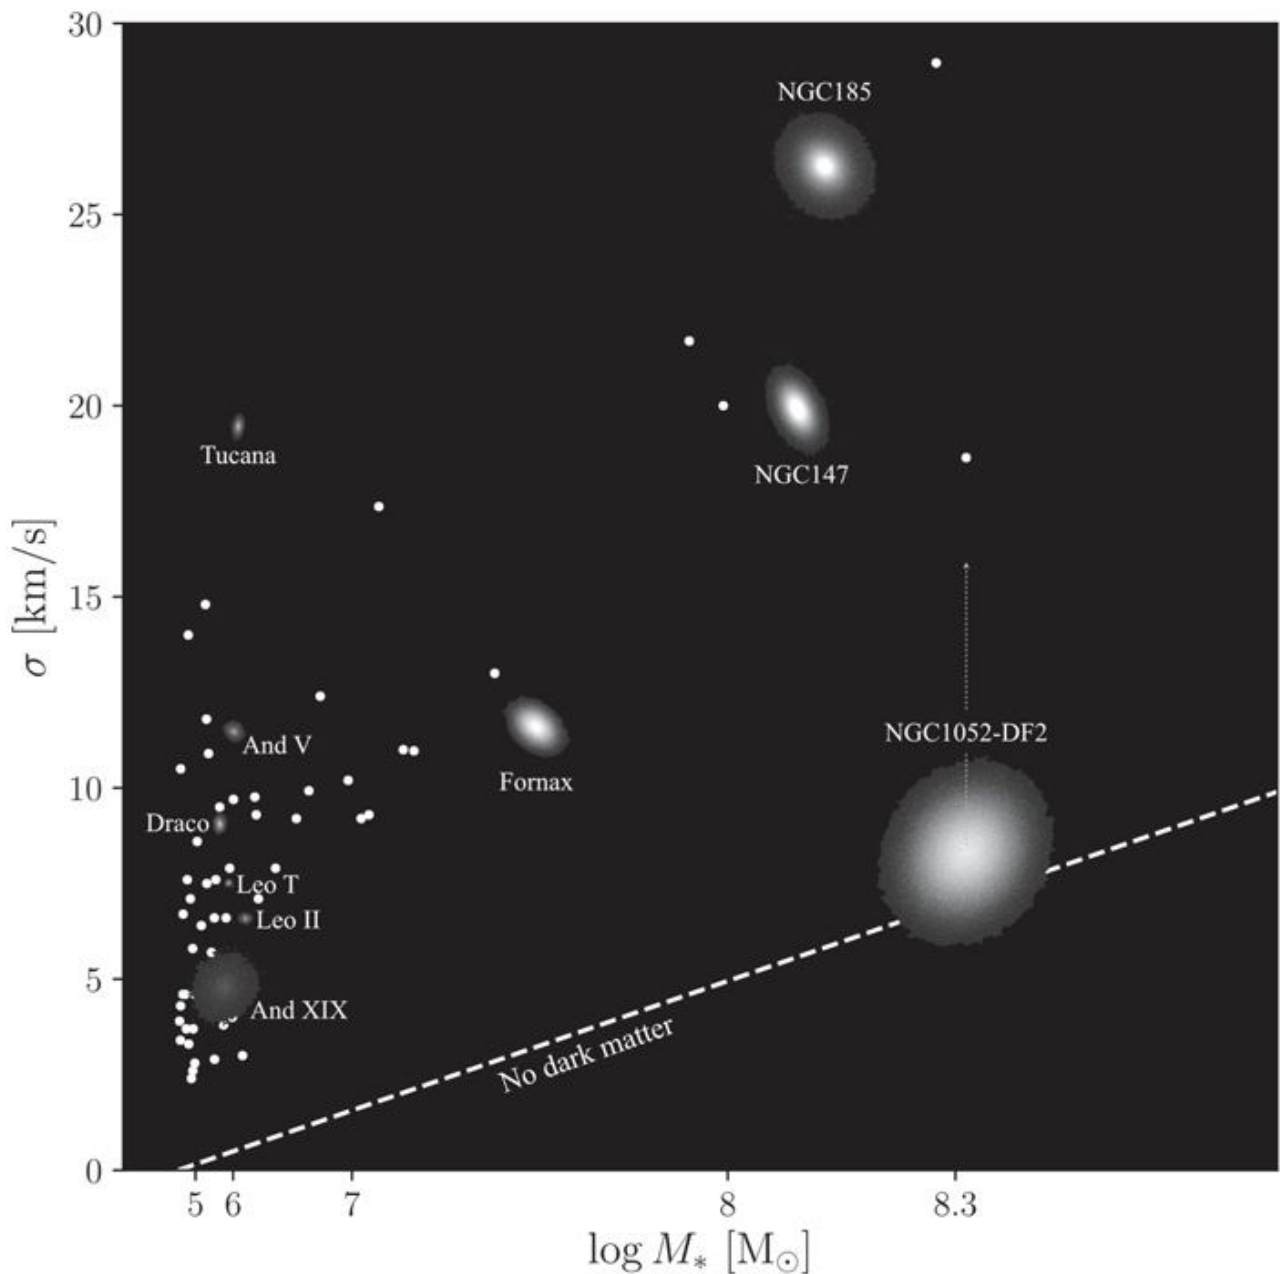 30
NGC185
25
20
Tucana
NGC147
15
σ [km/s]
NGC1052-DF2
And V
Fornax
10
Draco
Leo T
Leo II
5
And XIX
No dark matter
0
5 6 7 8 8.3
log M* [M⊙]